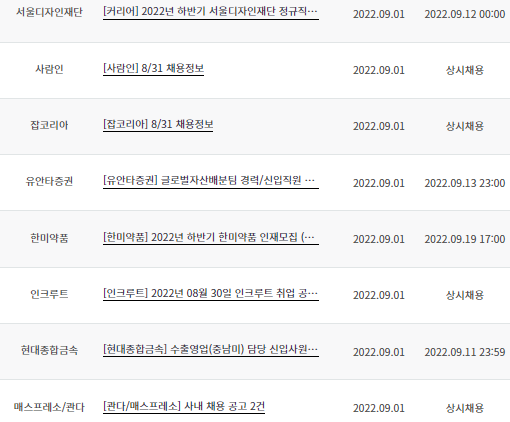 서울디자인재단 [커리어] 2022년 하반기 서울디자인재단 정규직… 2022.09.01 2022.09.12 00:00
사람인 [사람인] 8/31 채용정보 2022.09.01 상시채용
잡코리아 [잡코리아] 8/31 채용정보 2022.09.01 상시채용
유안타증권 [유안타증권] 글로벌자산배분팀 경력/신입직원 … 2022.09.01 2022.09.13 23:00
한미약품 [한미약품] 2022년 하반기 한미약품 인재모집 (… 2022.09.01 2022.09.19 17:00
인크루트 [인크루트] 2022년 08월 30일 인크루트 취업 공… 2022.09.01 상시채용
현대종합금속 [현대종합금속] 수출영업(중남미) 담당 신입사원… 2022.09.01 2022.09.11 23:59
매스프레소/콴다 [콴다/매스프레소] 사내 채용 공고 2건 2022.09.01 상시채용